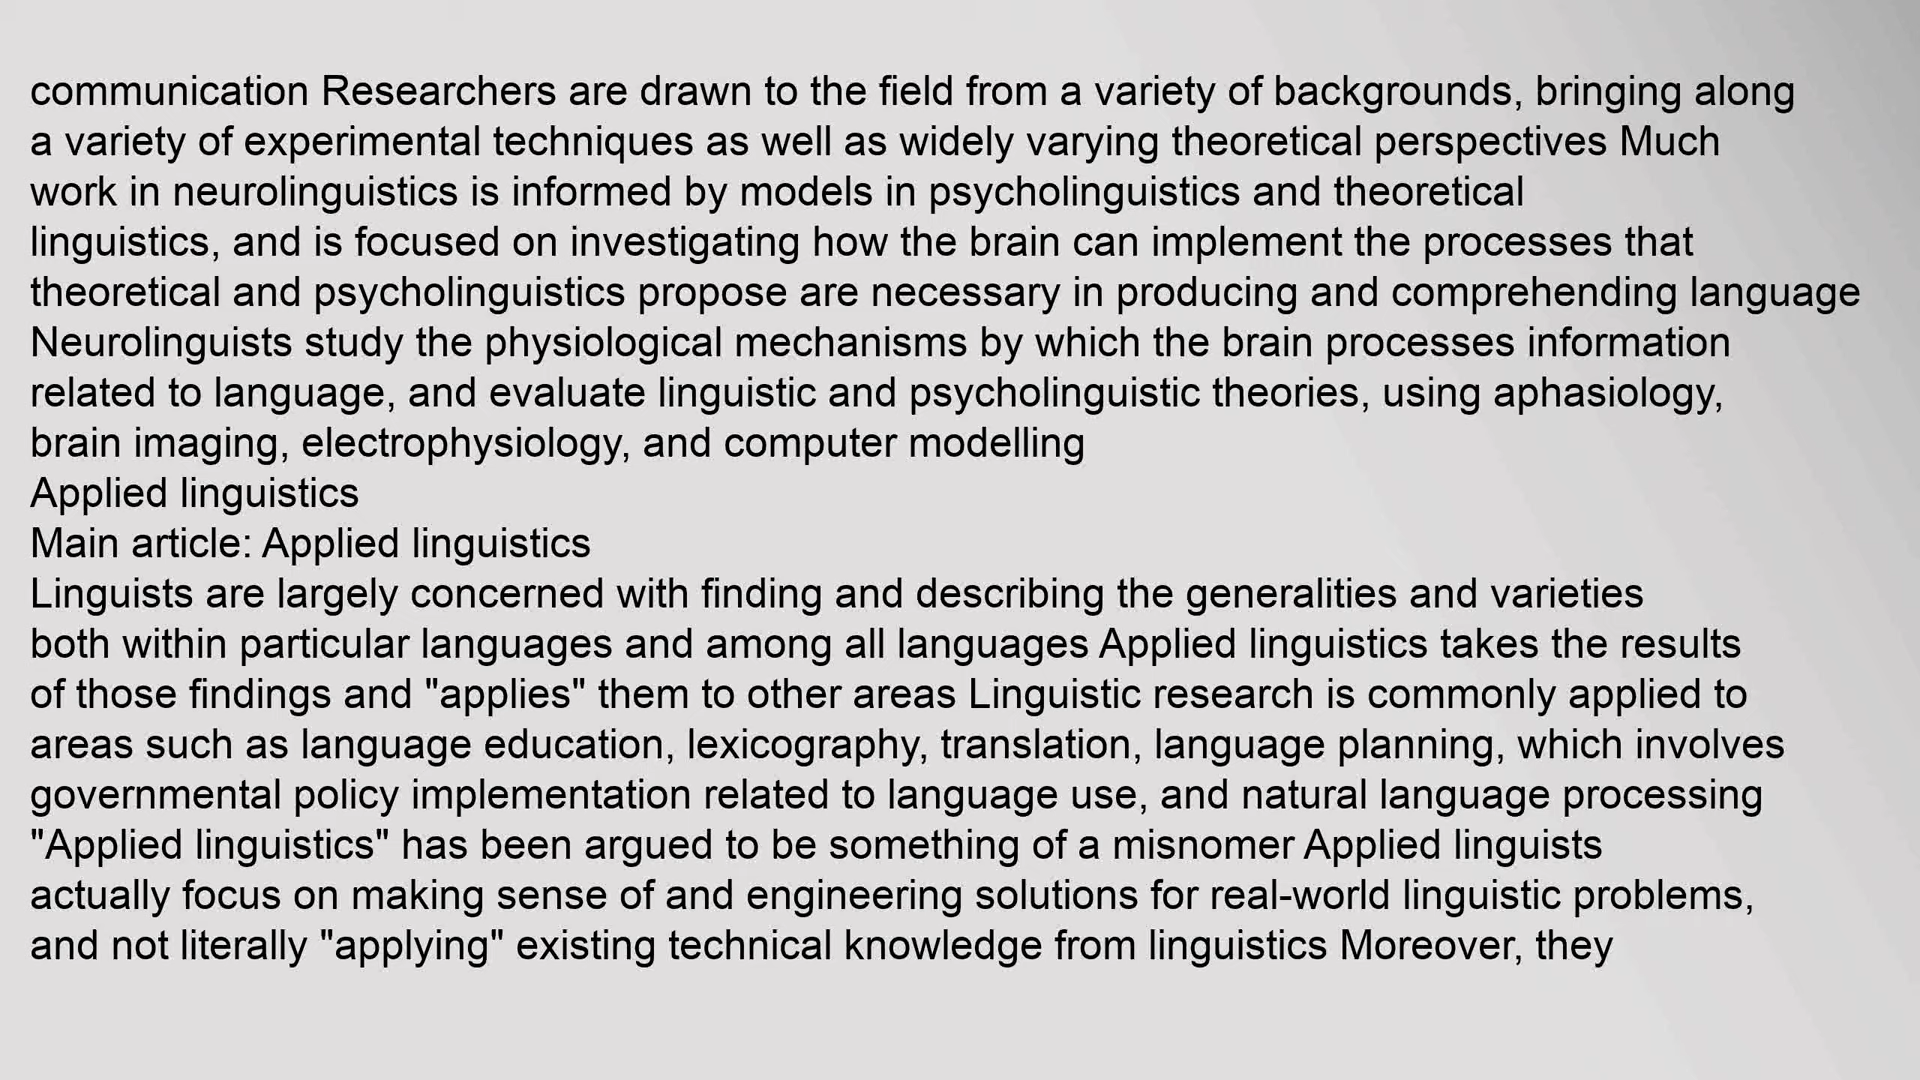 communication Researchers are drawn to the field from a variety of backgrounds, bringing along
a variety of experimental techniques as well as widely varying theoretical perspectives Much
work in neurolinguistics is informed by models in psycholinguistics and theoretical
linguistics, and is focused on investigating how the brain can implement the processes that
theoretical and psycholinguistics propose are necessary in producing and comprehending language
Neurolinguists study the physiological mechanisms by which the brain processes information
related to language, and evaluate linguistic and psycholinguistic theories, using aphasiology,
brain imaging, electrophysiology, and computer modelling
Applied linguistics
Main article: Applied linguistics
Linguists are largely concerned with finding and describing the generalities and varieties
both within particular languages and among all languages Applied linguistics takes the results
of those findings and "applies" them to other areas Linguistic research is commonly applied to
areas such as language education, lexicography, translation, language planning, which involves
governmental policy implementation related to language use, and natural language processing
"Applied linguistics" has been argued to be something of a misnomer Applied linguists
actually focus on making sense of and engineering solutions for real-world linguistic problems,
and not literally "applying" existing technical knowledge from linguistics Moreover, they